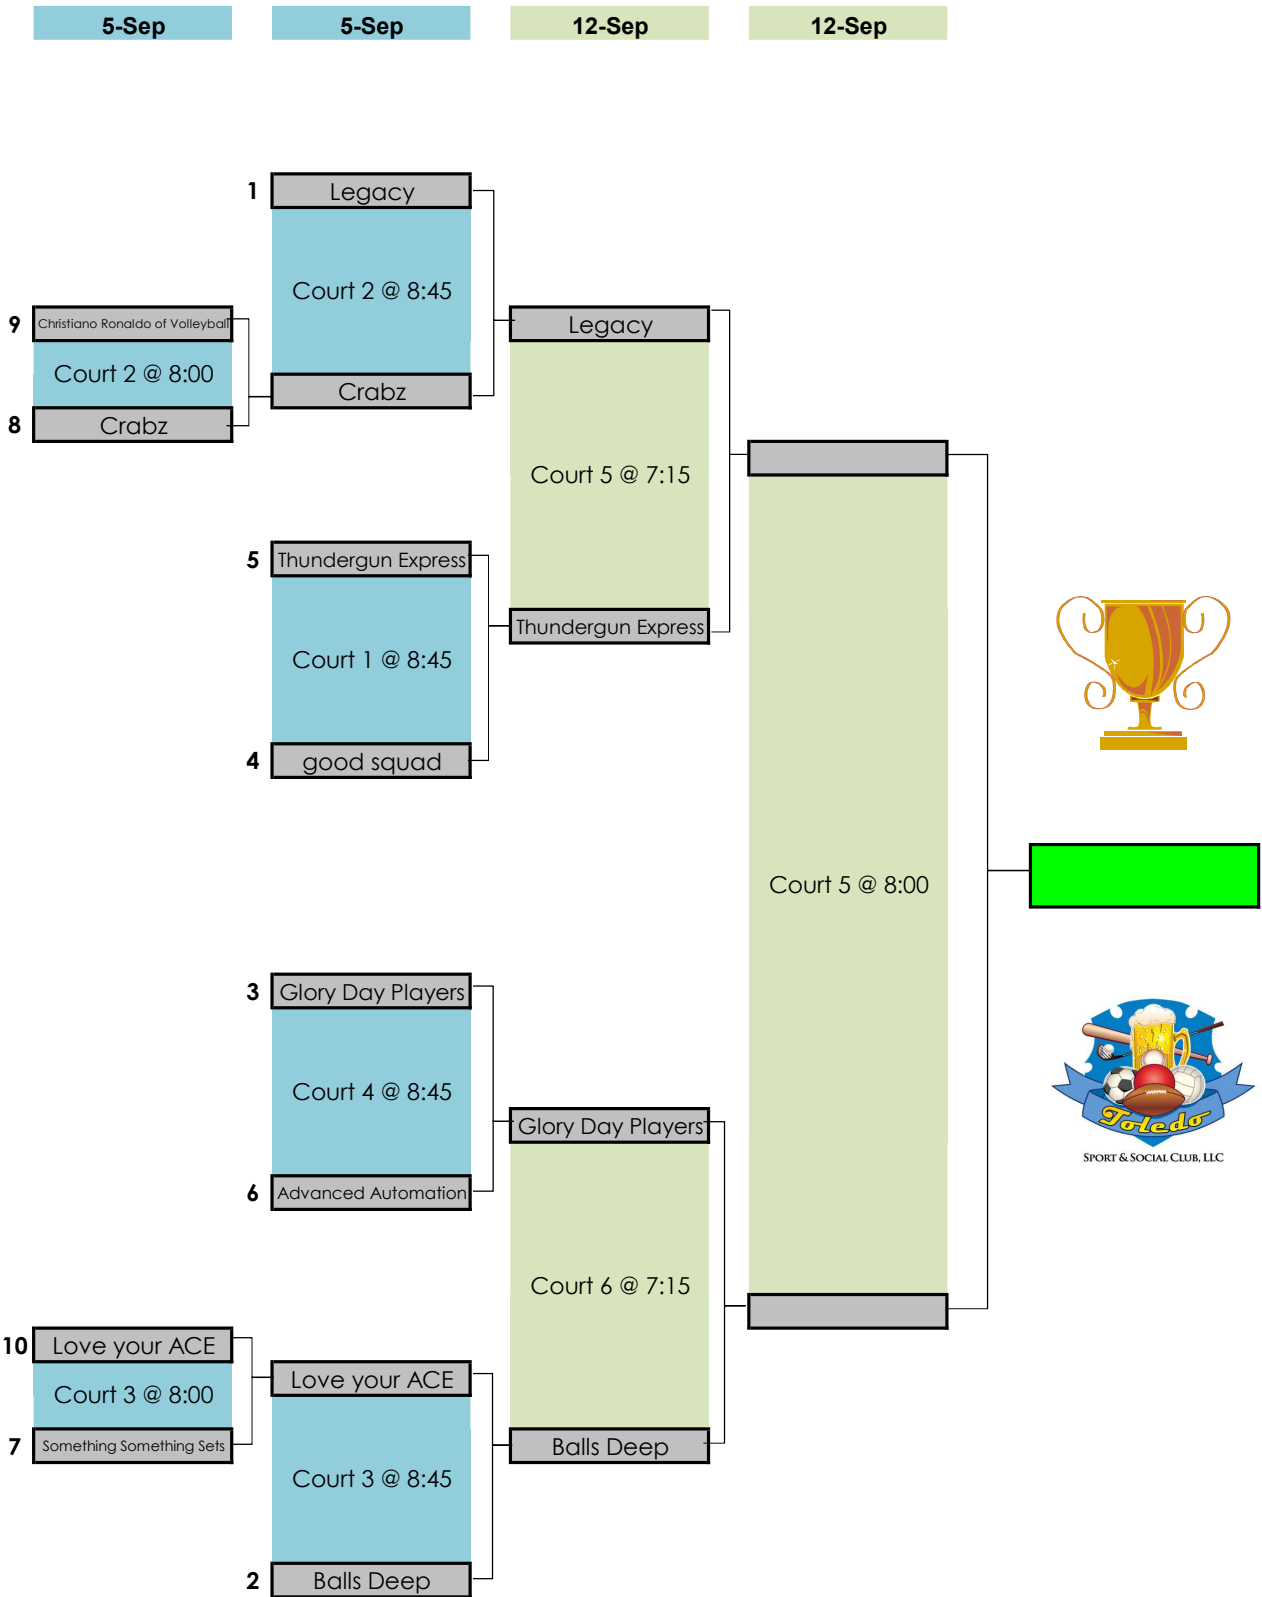 5-Sep
5-Sep
12-Sep
12-Sep
1
Legacy
Court 2 @ 8:45
9
Christiano Ronaldo of Volleyball
Legacy
Court 2 @ 8:00
Crabz
8
Crabz
Court 5 @ 7:15
5
Thundergun Express
Thundergun Express
Court 1 @ 8:45
4
good squad
Court 5 @ 8:00
3
Glory Day Players
Court 4 @ 8:45
Glory Day Players
Toledo
SPORT & SOCIAL CLUB, LLC
6
Advanced Automation
Court 6 @ 7:15
10
Love your ACE
Love your ACE
Court 3 @ 8:00
7
Something Something Sets
Balls Deep
Court 3 @ 8:45
2
Balls Deep